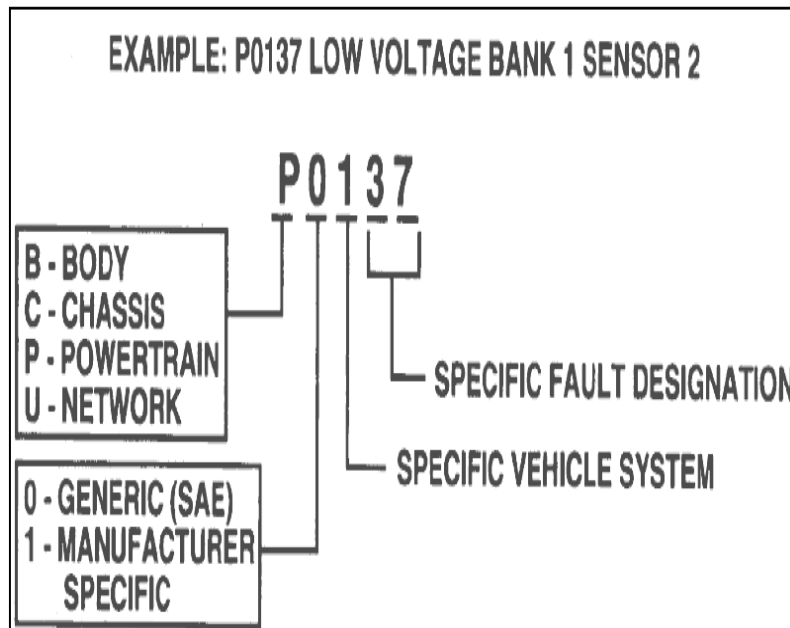 EXAMPLE: P0137 LOW VOLTAGE BANK 1 SENSOR 2
P0137
B - BODY
C - CHASSIS
P - POWERTRAIN
U - NETWORK
SPECIFIC FAULT DESIGNATION
SPECIFIC VEHICLE SYSTEM
0 - GENERIC (SAE)
1 - MANUFACTURER
SPECIFIC